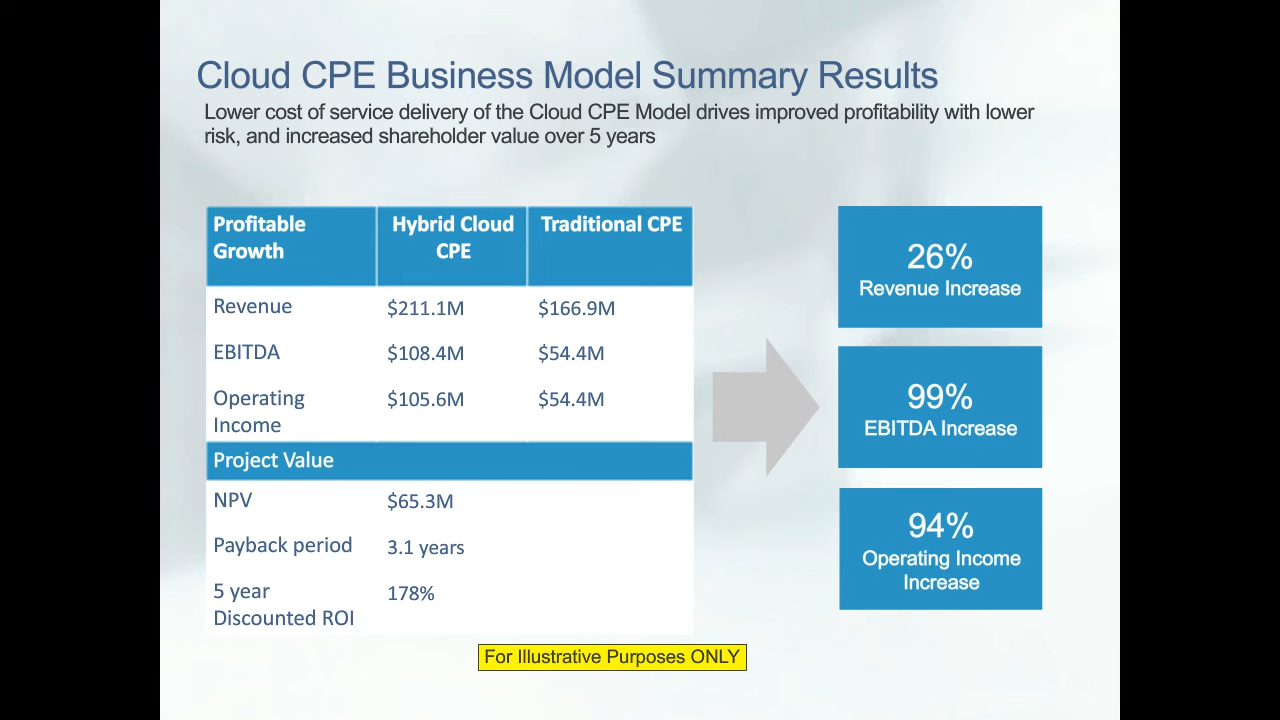 Cloud CPE Business Model Summary Results
Lower cost of service delivery of the Cloud CPE Model drives improved profitability with lower
risk, and increased shareholder value over 5 years
Profitable
Growth
Hybrid Cloud
CPE
Traditional CPE
Revenue
$211.1M
$166.9M
EBITDA
$108.4M
$54.4M
Operating
Income
$105.6M
$54.4M
Project Value
NPV
$65.3M
Payback period
3.1 years
5 year
Discounted ROI
178%
26%
Revenue Increase
99%
EBITDA Increase
94%
Operating Income
Increase
For Illustrative Purposes ONLY